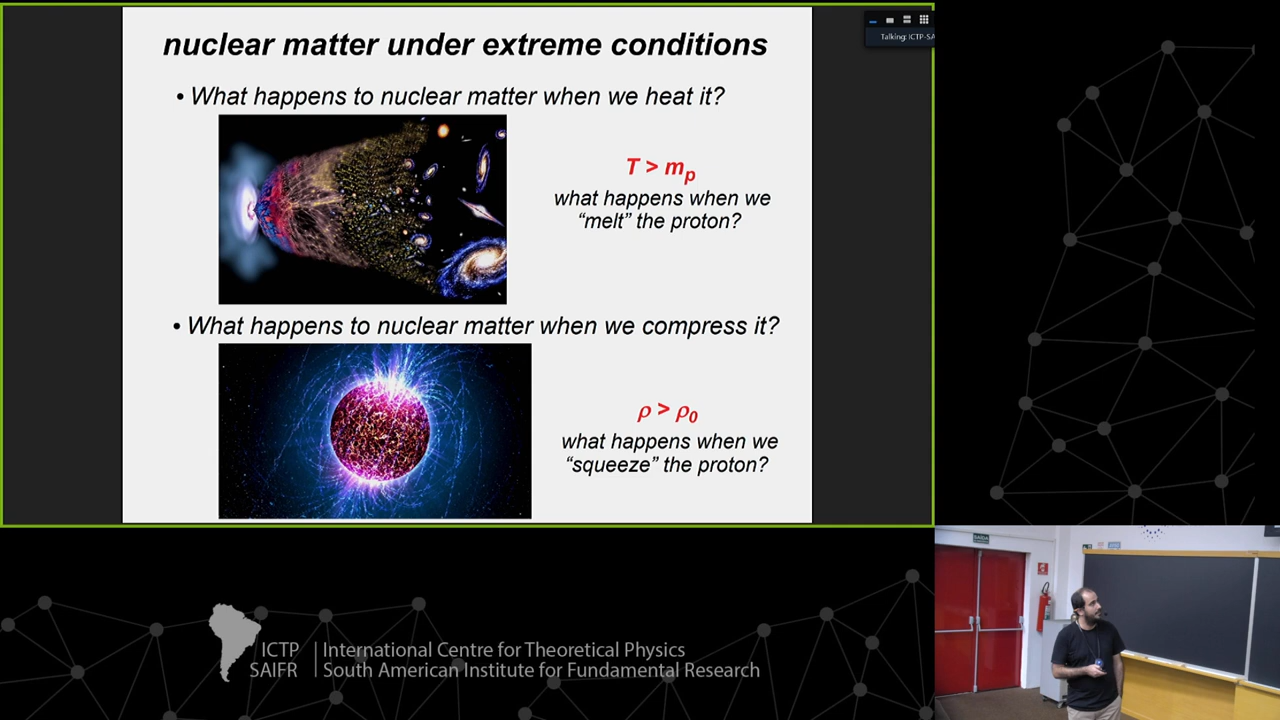 nuclear matter under extreme conditions
• What happens to nuclear matter when we heat it?
T > mp
what happens when we
“melt” the proton?
• What happens to nuclear matter when we compress it?
ρ > ρ0
what happens when we
“squeeze” the proton?
Talking: ICTP-SA
SAÍDA
ICTP
SAIFR
International Centre for Theoretical Physics
South American Institute for Fundamental Research